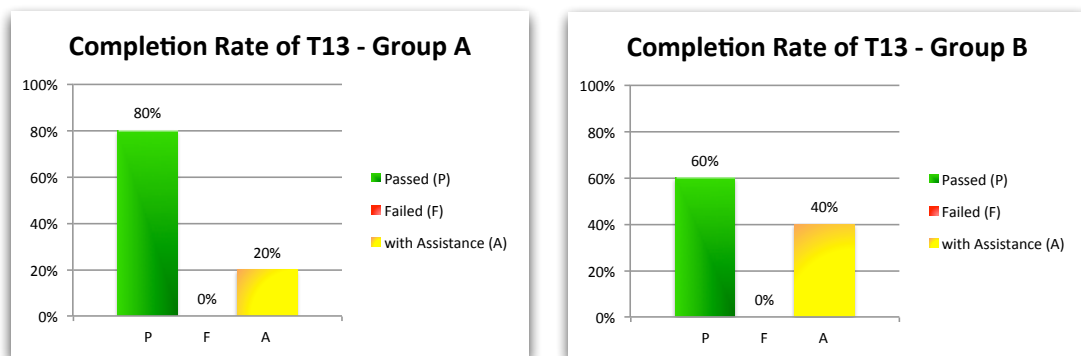 Completion Rate of T13 - Group A
100%
80%
60%
40%
20%
0%
80%
0%
20%
P F A
Passed (P)
Failed (F)
with Assistance (A)
Completion Rate of T13 - Group B
100%
80%
60%
40%
20%
0%
60%
0%
40%
P F A
Passed (P)
Failed (F)
with Assistance (A)